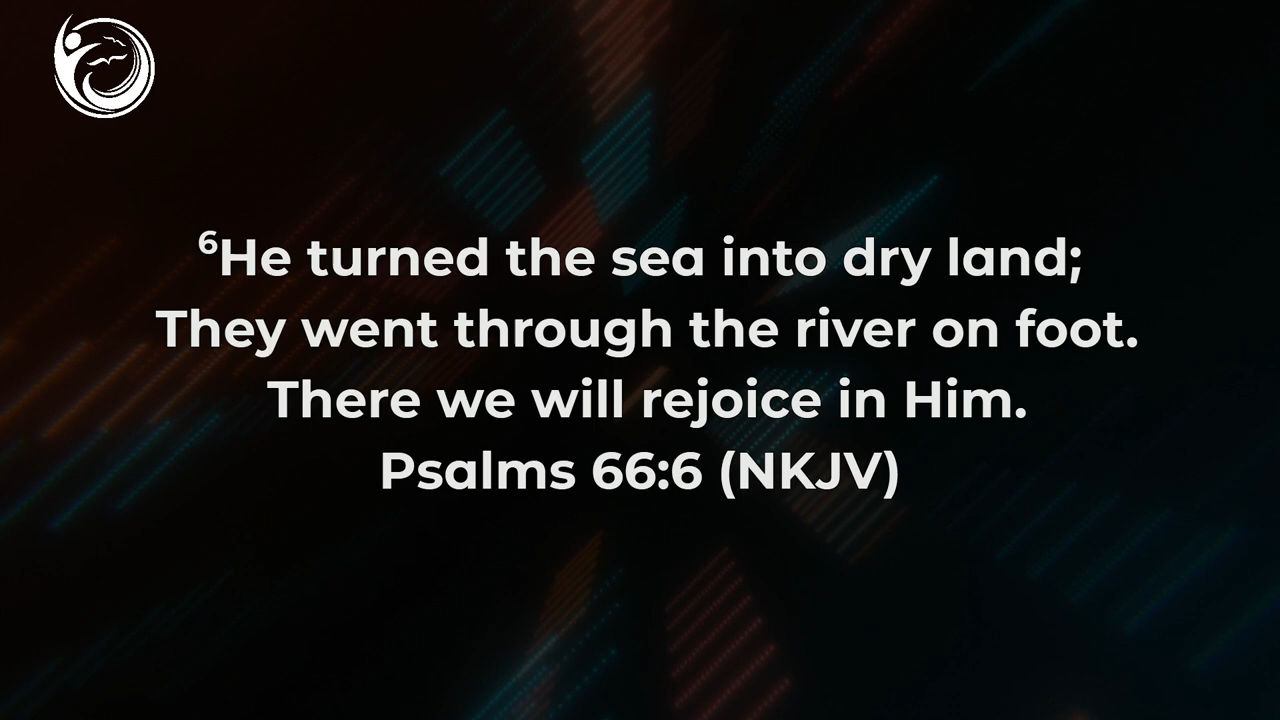 ⁶He turned the sea into dry land;
They went through the river on foot.
There we will rejoice in Him.
Psalms 66:6 (NKJV)